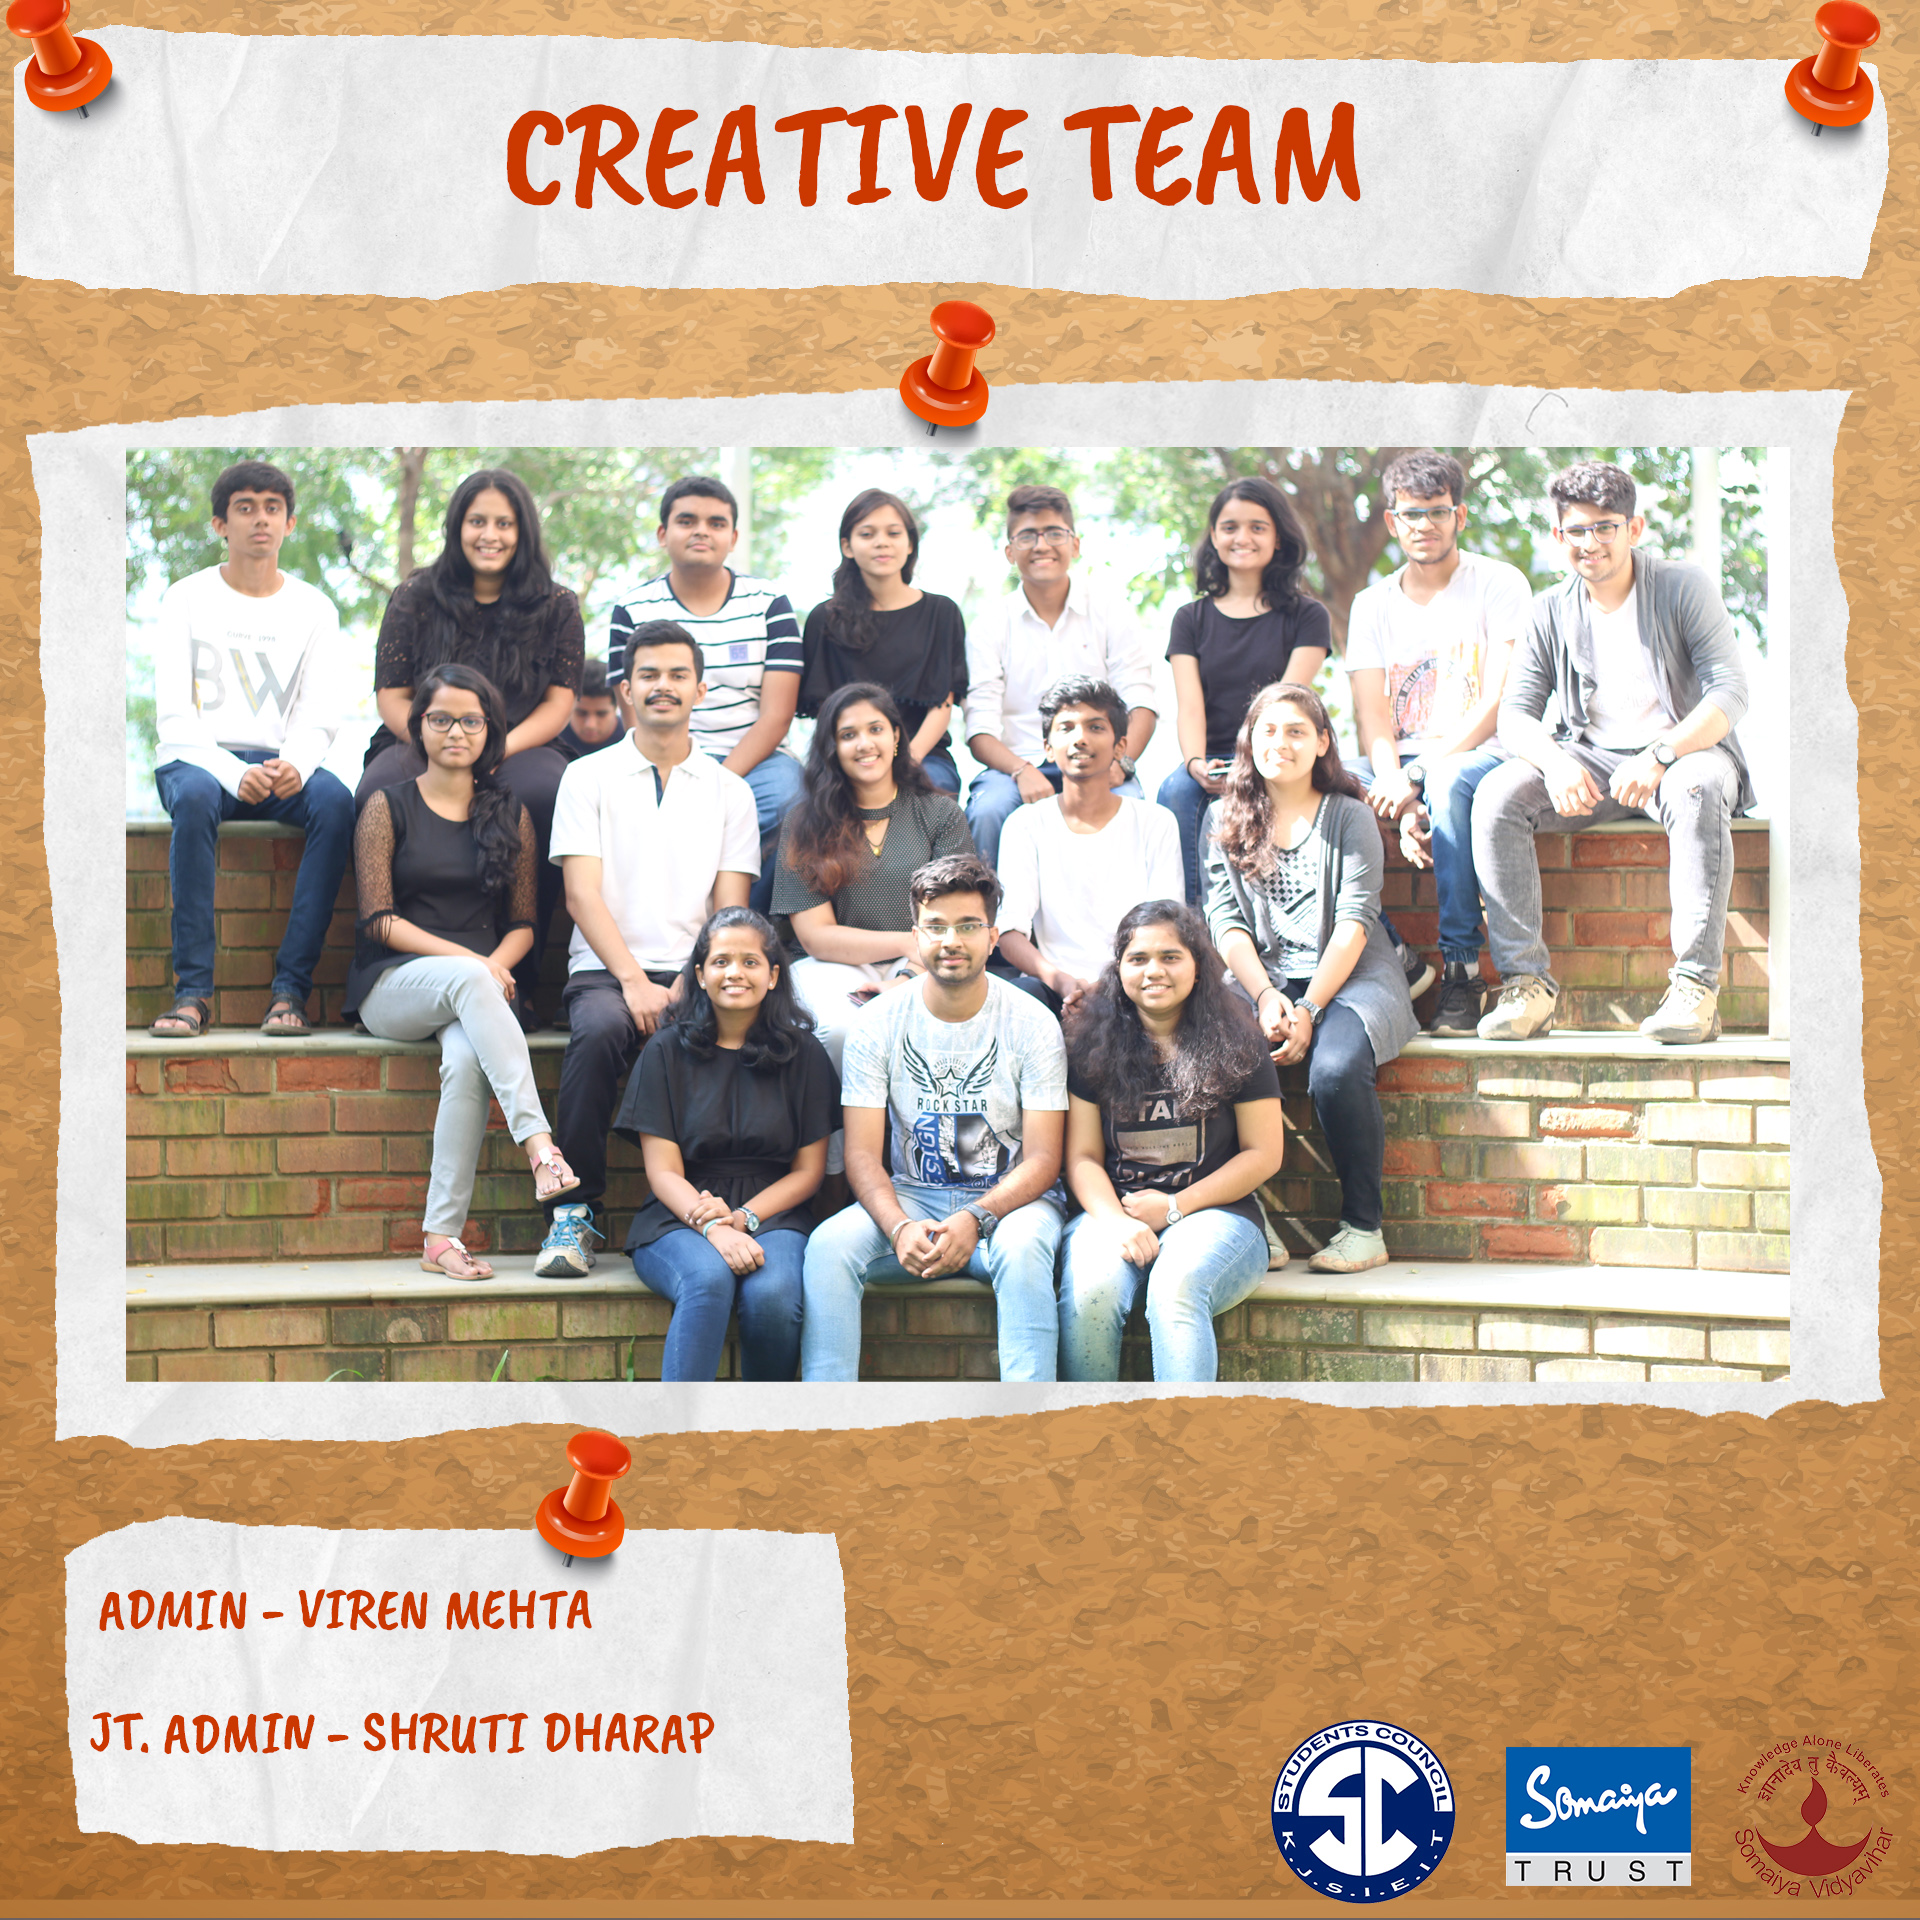 CREATIVE TEAM
BW
ROCK STAR
ADMIN - VIREN MEHTA
JT. ADMIN - SHRUTI DHARAP
STUDENTS COUNCIL
SC
K.J.S.I.E.I.T
Somaiya
TRUST
Knowledge Alone Liberates
ज्ञानादेव तु कैवल्यम्
Somaiya Vidyavihar